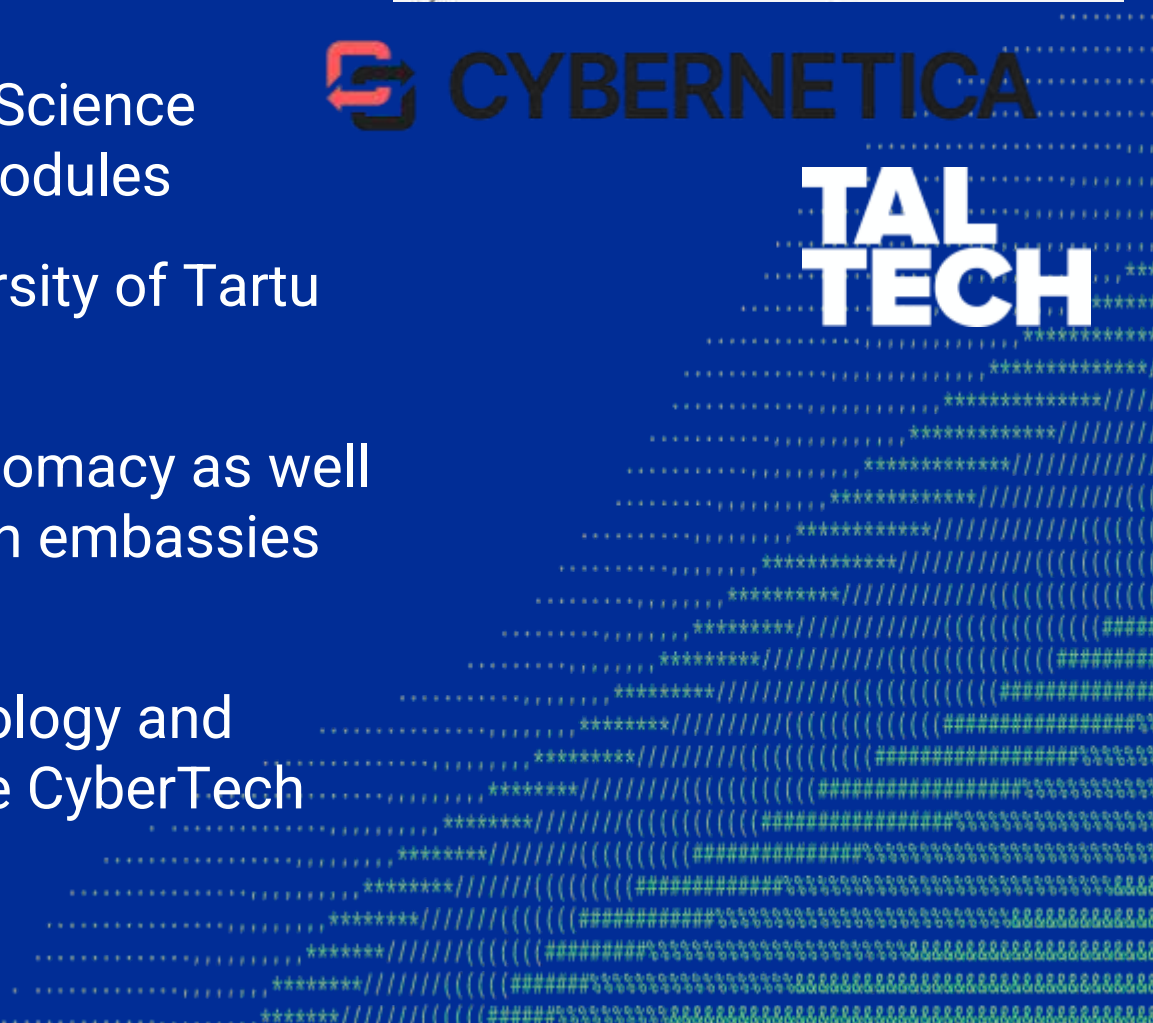 CYBERNETICA
Science
odules
TAL
TECH
rsity of Tartu
omacy as well
n embassies
ology and
e CyberTech